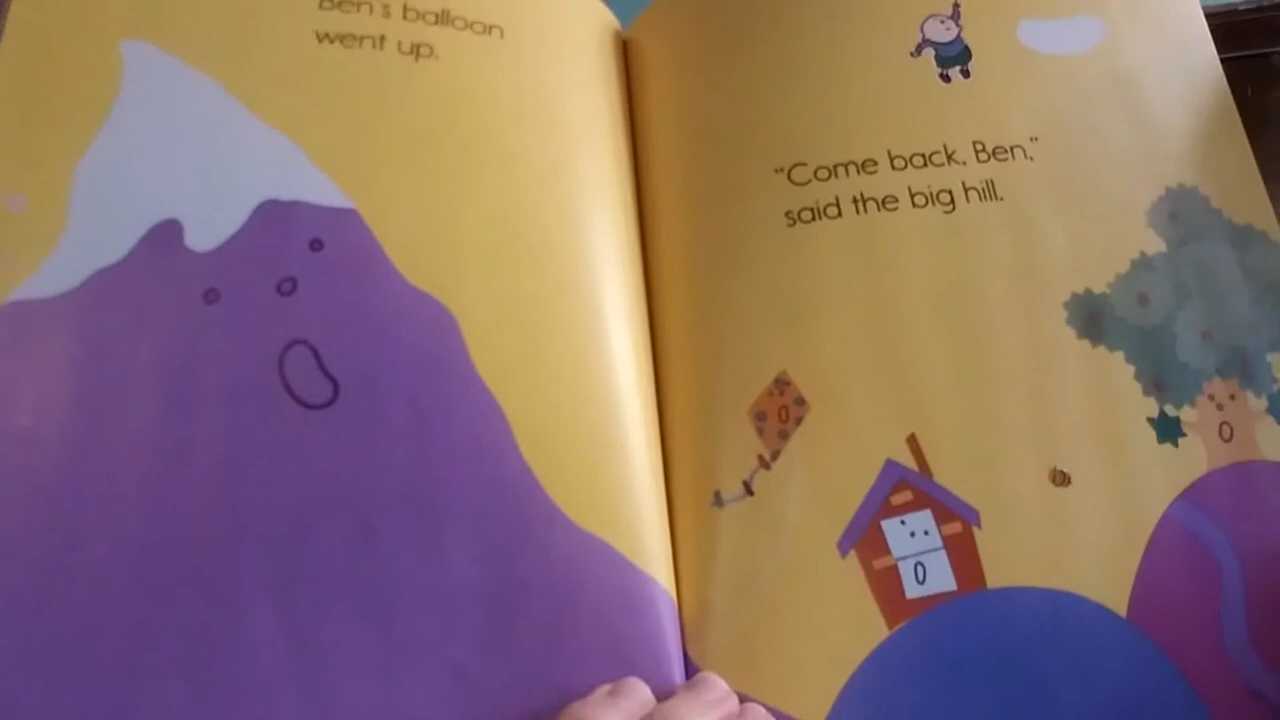 Ben's balloon
went up.
"Come back, Ben,"
said the big hill.